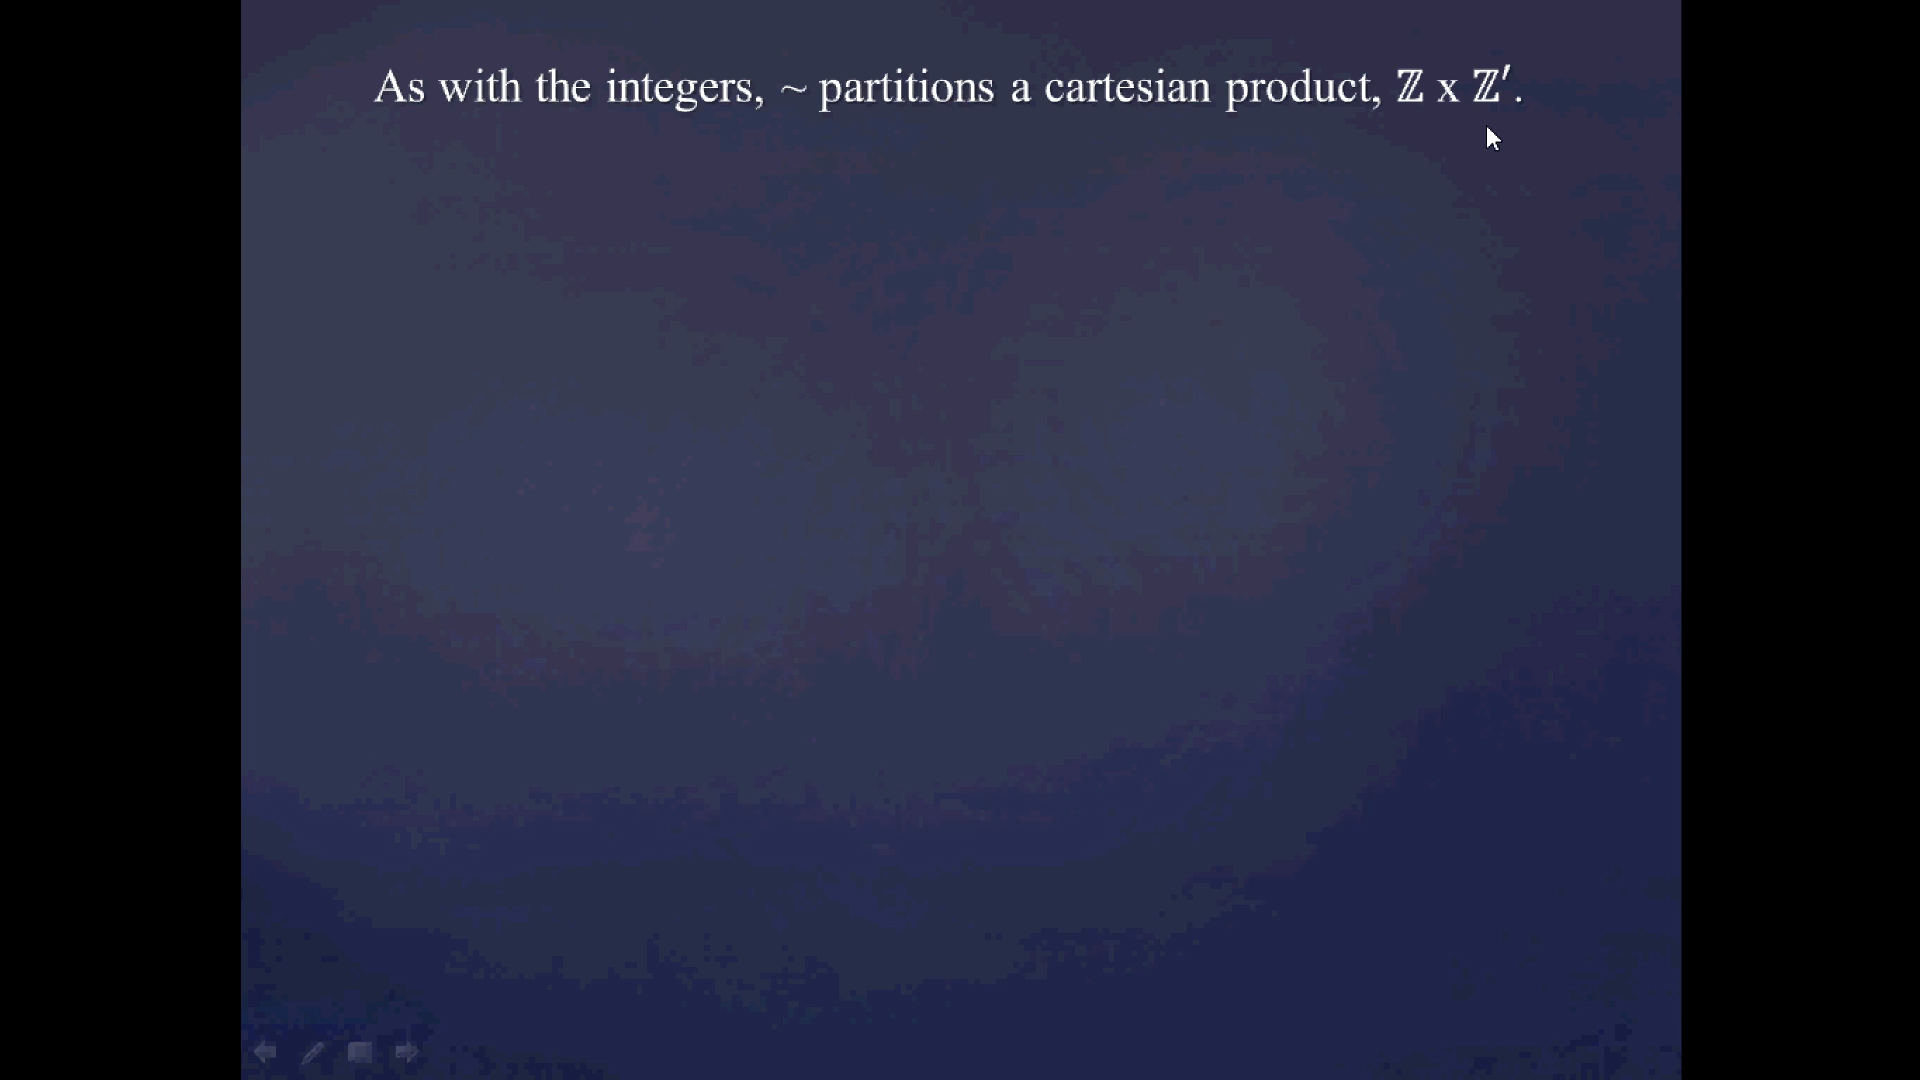 As with the integers, ~ partitions a cartesian product, ℤ x ℤ′.